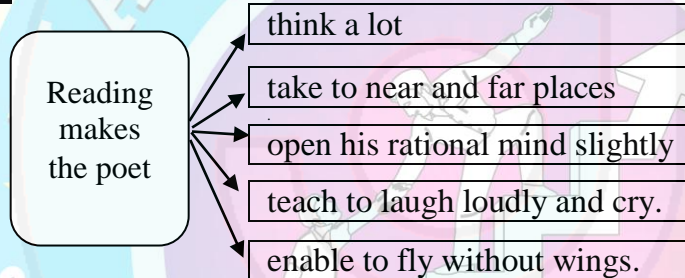 Reading
makes
the poet
think a lot
take to near and far places
open his rational mind slightly
teach to laugh loudly and cry.
enable to fly without wings.